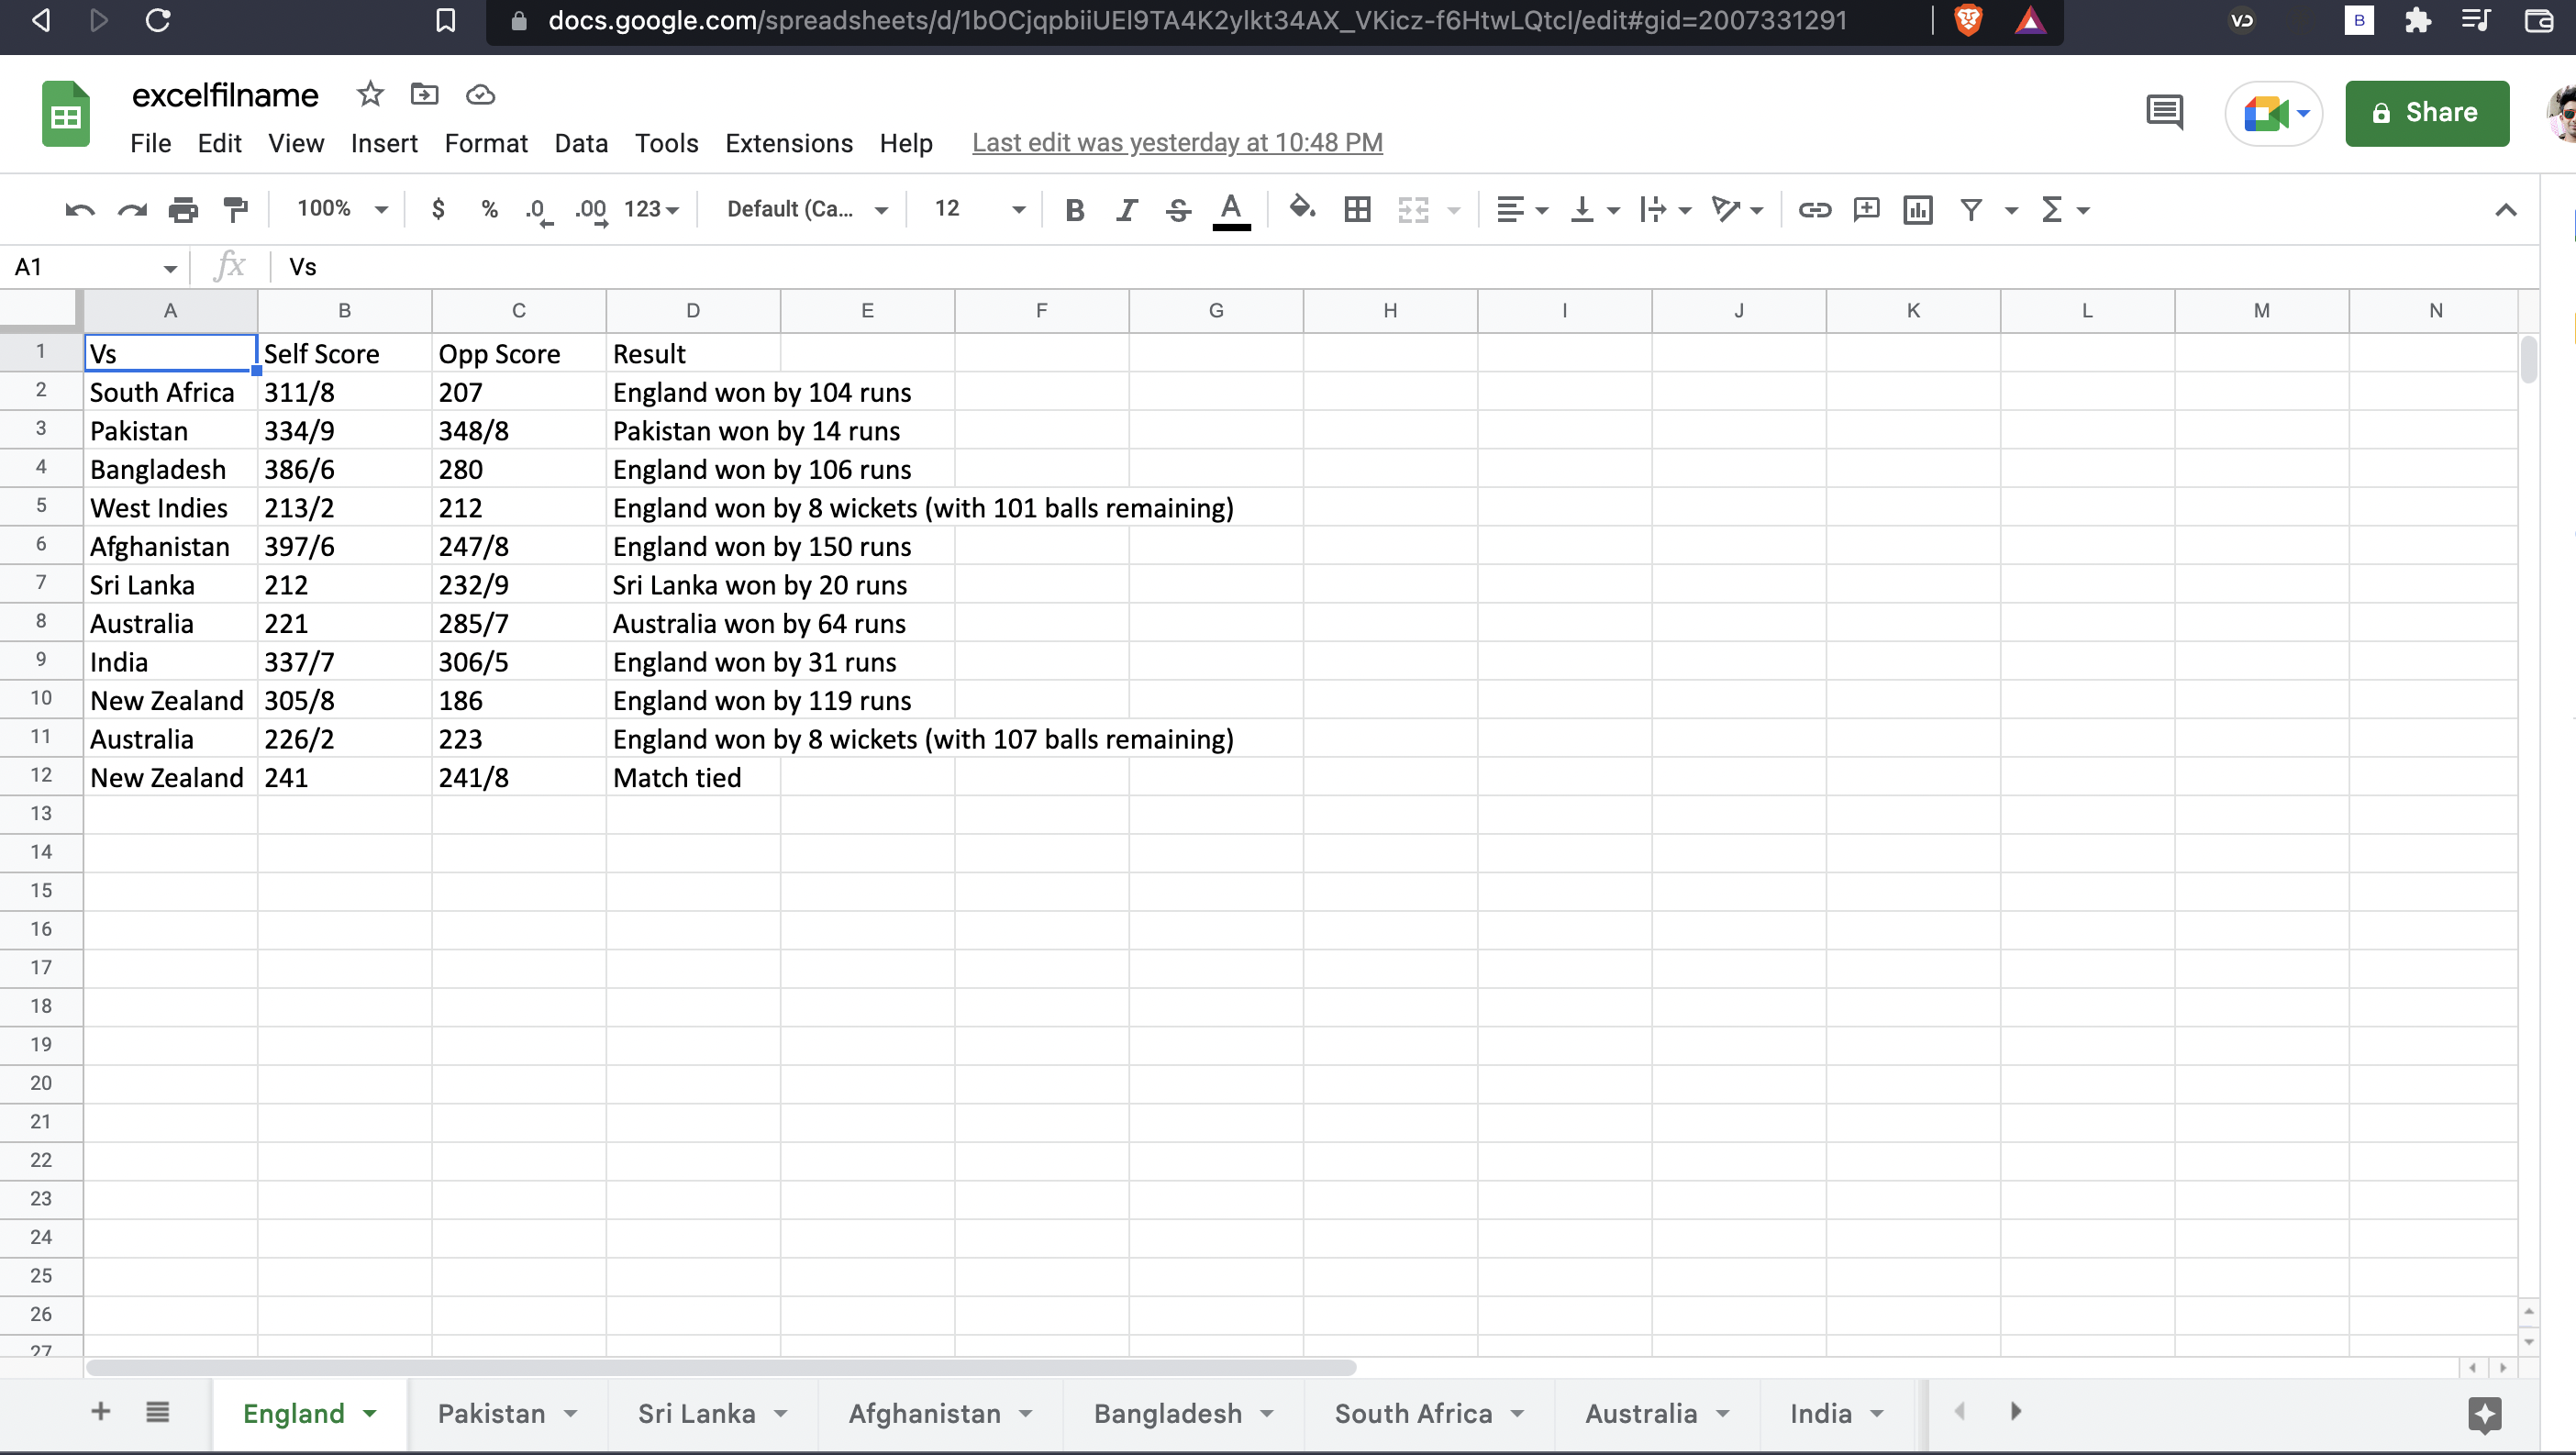 docs.google.com/spreadsheets/d/1bOCjqpbiiUEl9TA4K2ylkt34AX_VKicz-f6HtwLQtcI/edit#gid=2007331291 VD B
excelfilname
File Edit View Insert Format Data Tools Extensions Help Last edit was yesterday at 10:48 PM Share
100% $ % .0 .00 123 Default (Ca... 12 B I S A Σ
A1 fx Vs
A B C D E F G H I J K L M N
1 Vs Self Score Opp Score Result
2 South Africa 311/8 207 England won by 104 runs
3 Pakistan 334/9 348/8 Pakistan won by 14 runs
4 Bangladesh 386/6 280 England won by 106 runs
5 West Indies 213/2 212 England won by 8 wickets (with 101 balls remaining)
6 Afghanistan 397/6 247/8 England won by 150 runs
7 Sri Lanka 212 232/9 Sri Lanka won by 20 runs
8 Australia 221 285/7 Australia won by 64 runs
9 India 337/7 306/5 England won by 31 runs
10 New Zealand 305/8 186 England won by 119 runs
11 Australia 226/2 223 England won by 8 wickets (with 107 balls remaining)
12 New Zealand 241 241/8 Match tied
13
14
15
16
17
18
19
20
21
22
23
24
25
26
27
England Pakistan Sri Lanka Afghanistan Bangladesh South Africa Australia India